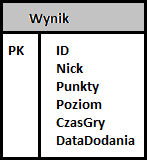 Wynik
PK ID
Nick
Punkty
Poziom
CzasGry
DataDodania